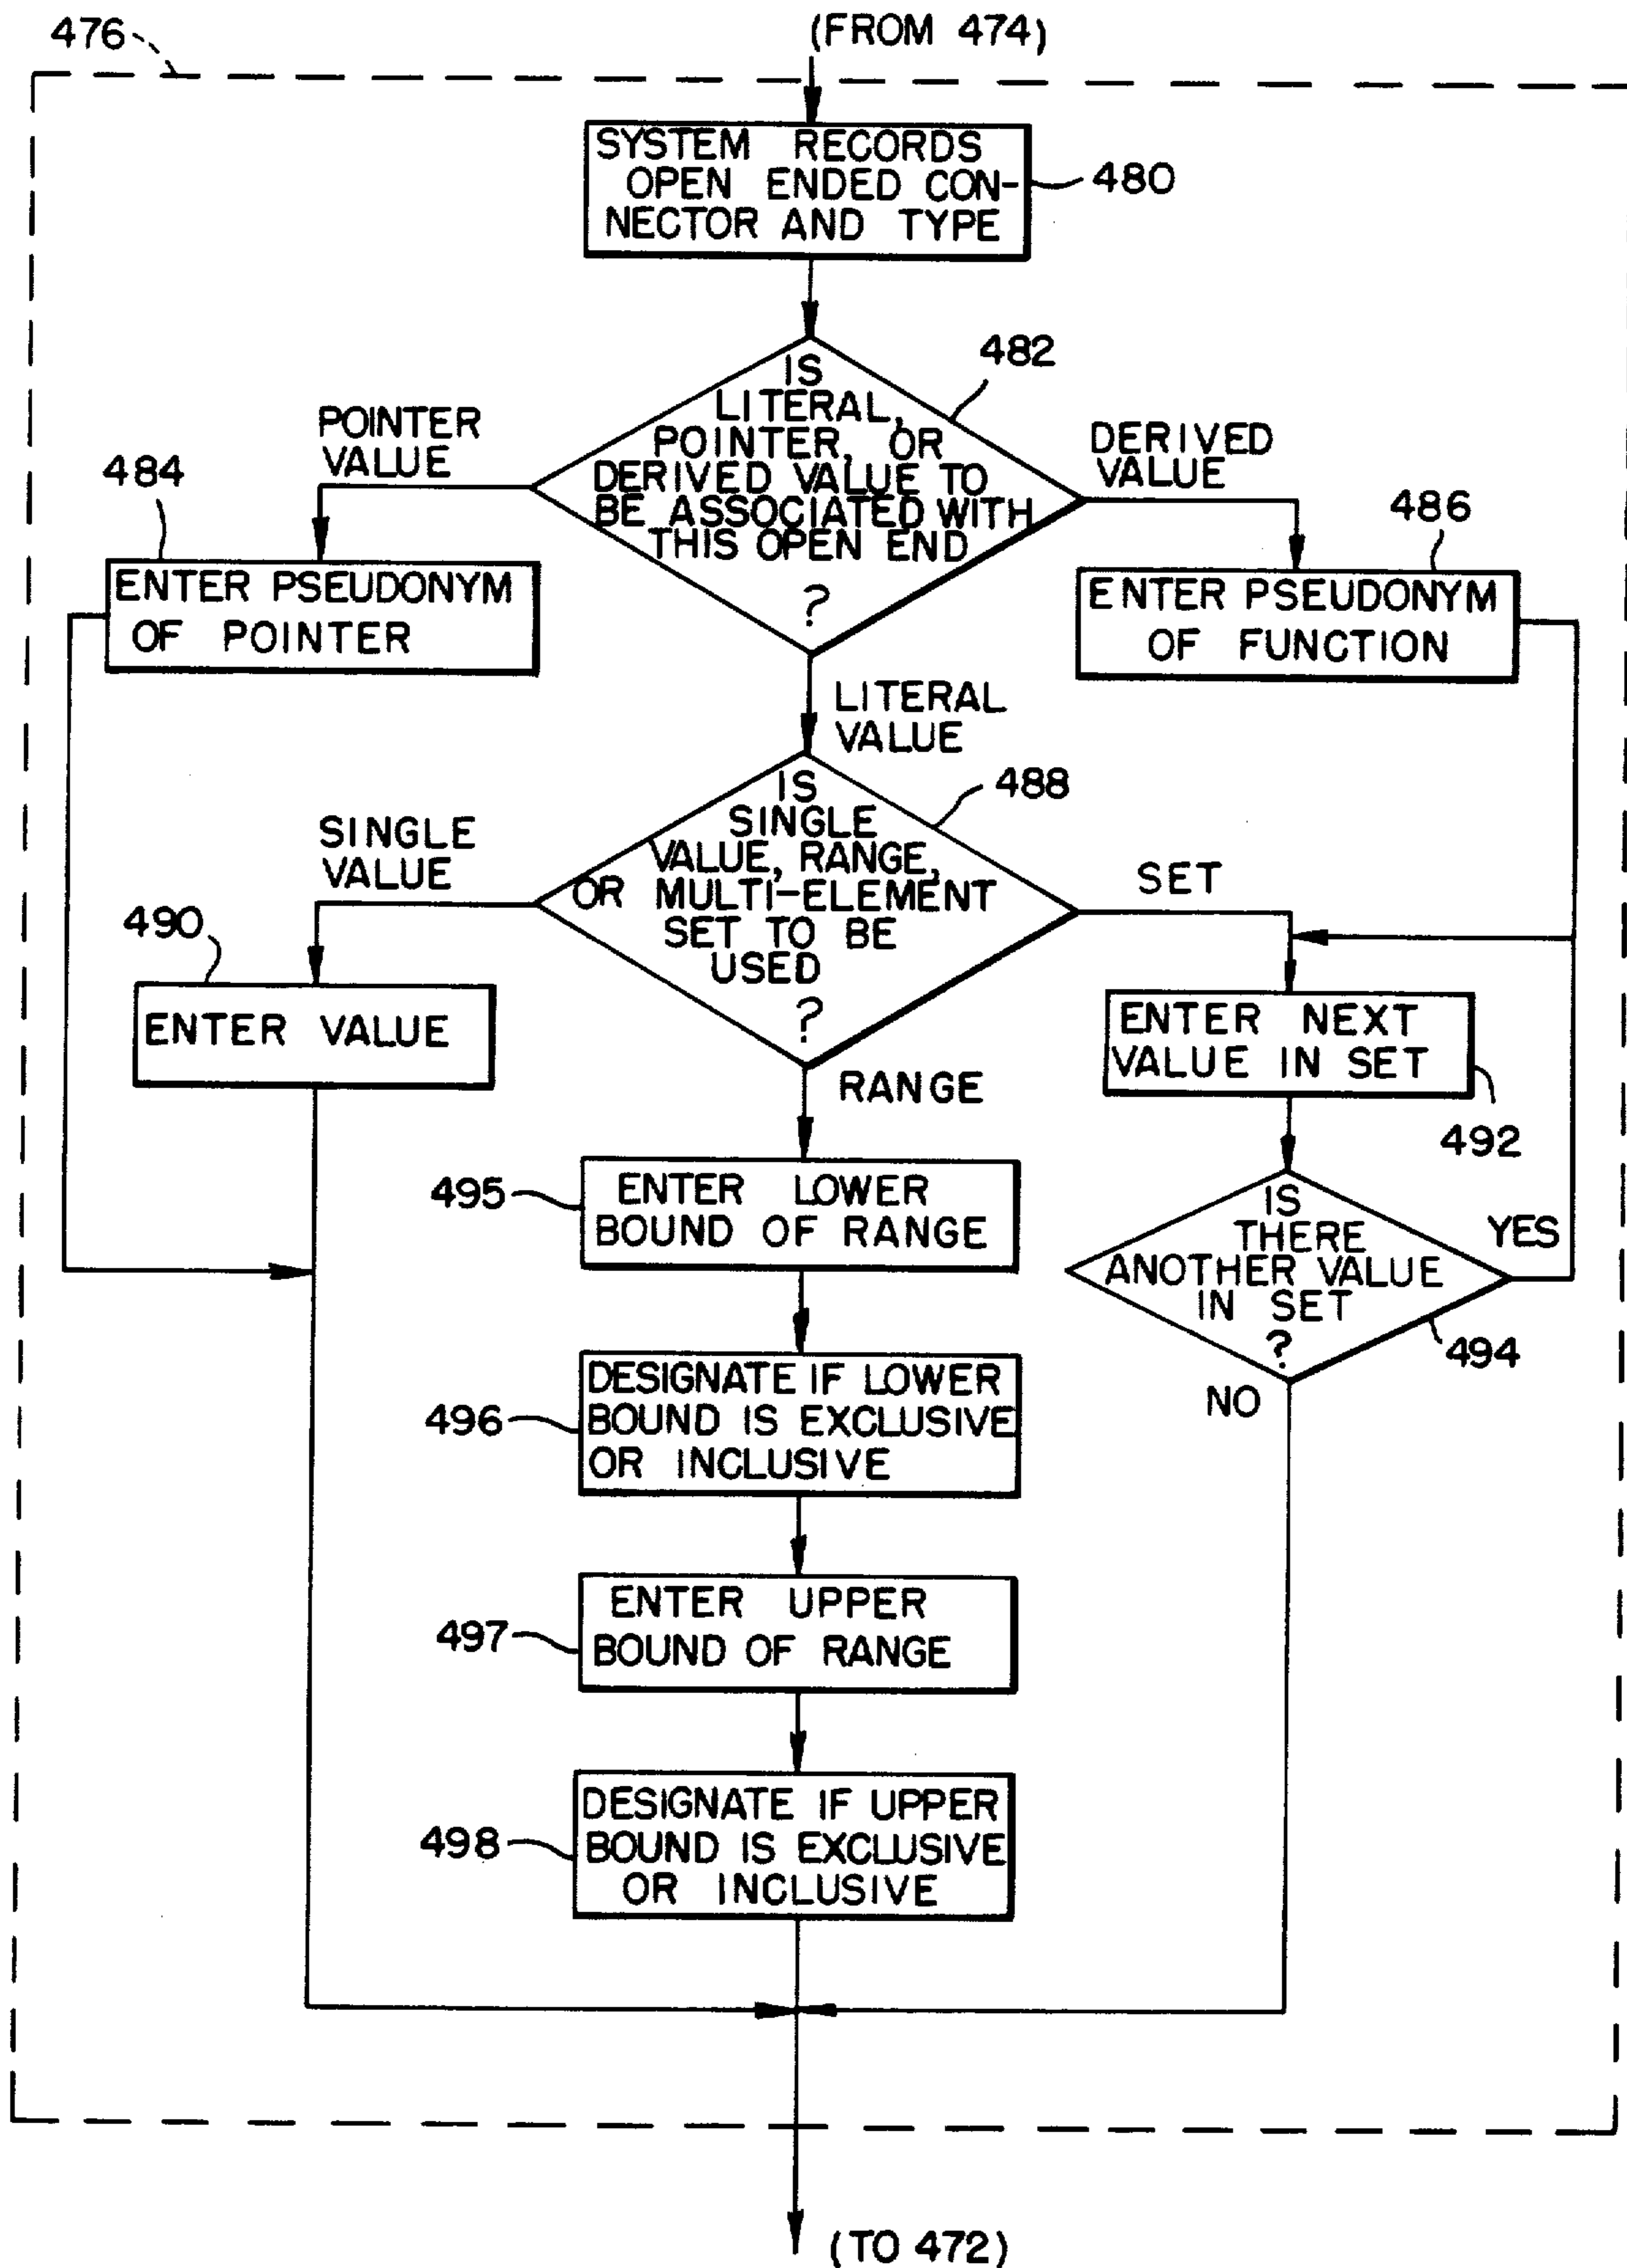 476
(FROM 474)
SYSTEM RECORDS
OPEN ENDED CON-
NECTOR AND TYPE
480
IS
LITERAL,
POINTER, OR
DERIVED VALUE TO
BE ASSOCIATED WITH
THIS OPEN END
?
482
POINTER
VALUE
DERIVED
VALUE
484
ENTER PSEUDONYM
OF POINTER
486
ENTER PSEUDONYM
OF FUNCTION
LITERAL
VALUE
IS
SINGLE
VALUE, RANGE,
OR MULTI-ELEMENT
SET TO BE
USED
?
488
SINGLE
VALUE
SET
490
ENTER VALUE
ENTER NEXT
VALUE IN SET
492
RANGE
495
ENTER LOWER
BOUND OF RANGE
IS
THERE
ANOTHER VALUE
IN SET
?
YES
494
NO
496
DESIGNATE IF LOWER
BOUND IS EXCLUSIVE
OR INCLUSIVE
497
ENTER UPPER
BOUND OF RANGE
498
DESIGNATE IF UPPER
BOUND IS EXCLUSIVE
OR INCLUSIVE
(TO 472)